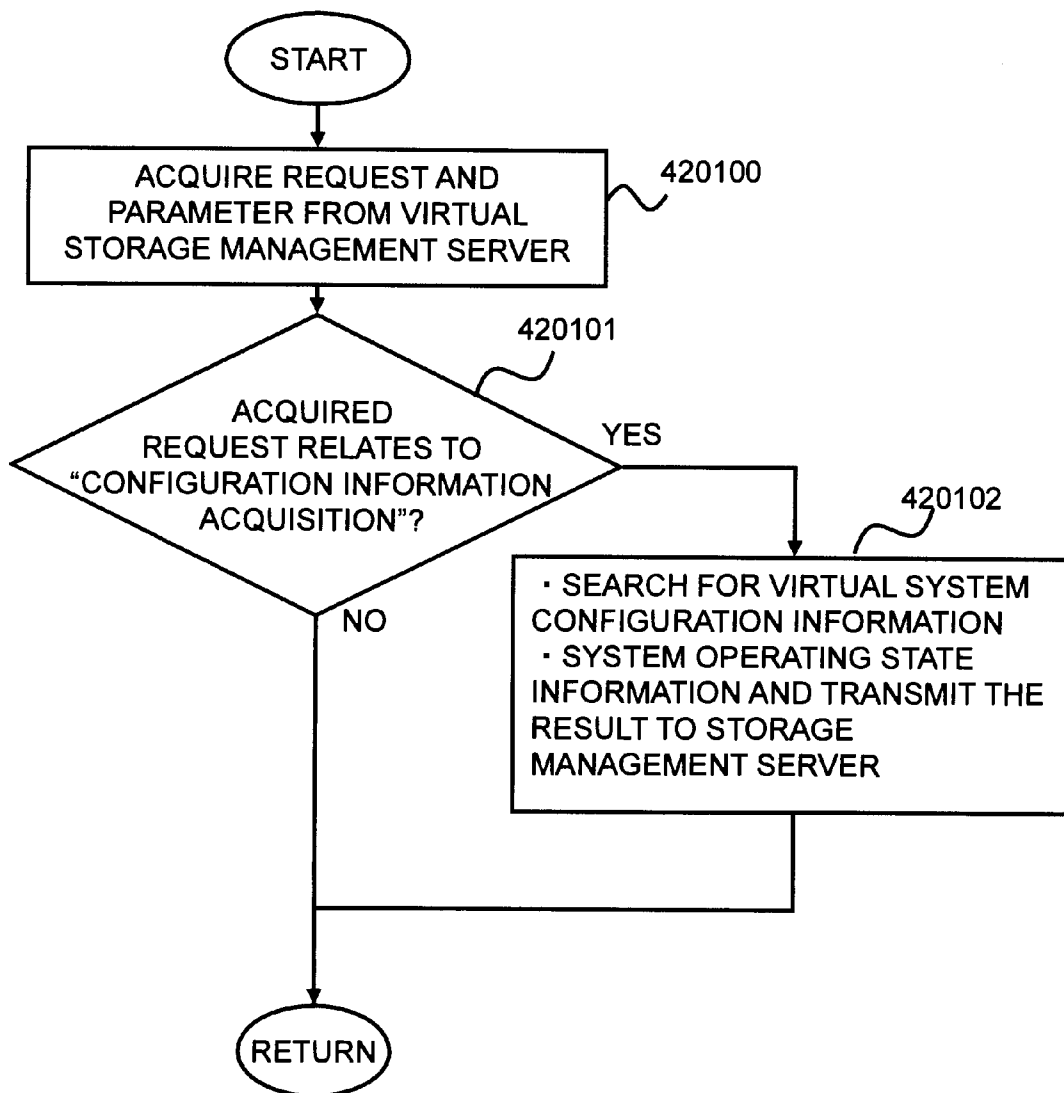 START
ACQUIRE REQUEST AND
PARAMETER FROM VIRTUAL
STORAGE MANAGEMENT SERVER
420100
420101
ACQUIRED
REQUEST RELATES TO
“CONFIGURATION INFORMATION
ACQUISITION”?
YES
420102
NO
・SEARCH FOR VIRTUAL SYSTEM
CONFIGURATION INFORMATION
・SYSTEM OPERATING STATE
INFORMATION AND TRANSMIT THE
RESULT TO STORAGE
MANAGEMENT SERVER
RETURN